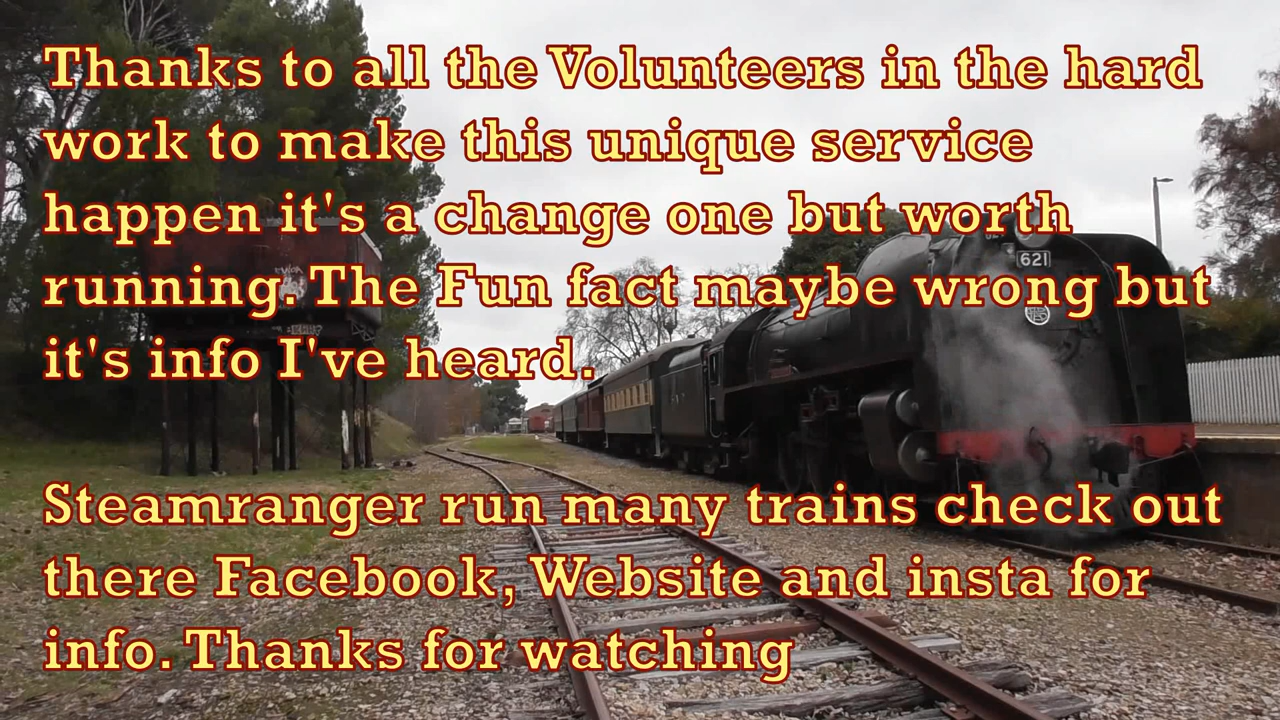 Thanks to all the Volunteers in the hard
work to make this unique service
happen it's a change one but worth
running. The Fun fact maybe wrong but
it's info I've heard.
Steamranger run many trains check out
there Facebook, Website and insta for
info. Thanks for watching
621